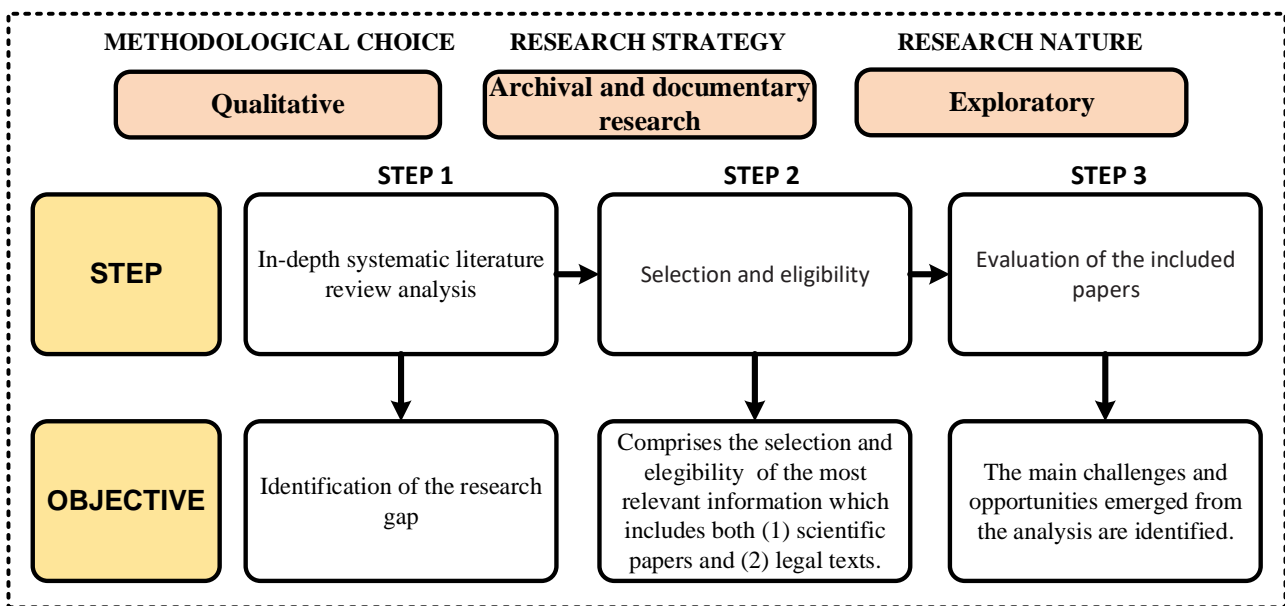 METHODOLOGICAL CHOICE
RESEARCH STRATEGY
RESEARCH NATURE
Qualitative
Archival and documentary
research
Exploratory
STEP 1
STEP 2
STEP 3
STEP
In-depth systematic literature
review analysis
Selection and eligibility
Evaluation of the included
papers
OBJECTIVE
Identification of the research
gap
Comprises the selection and
elegibility of the most
relevant information which
includes both (1) scientific
papers and (2) legal texts.
The main challenges and
opportunities emerged from
the analysis are identified.